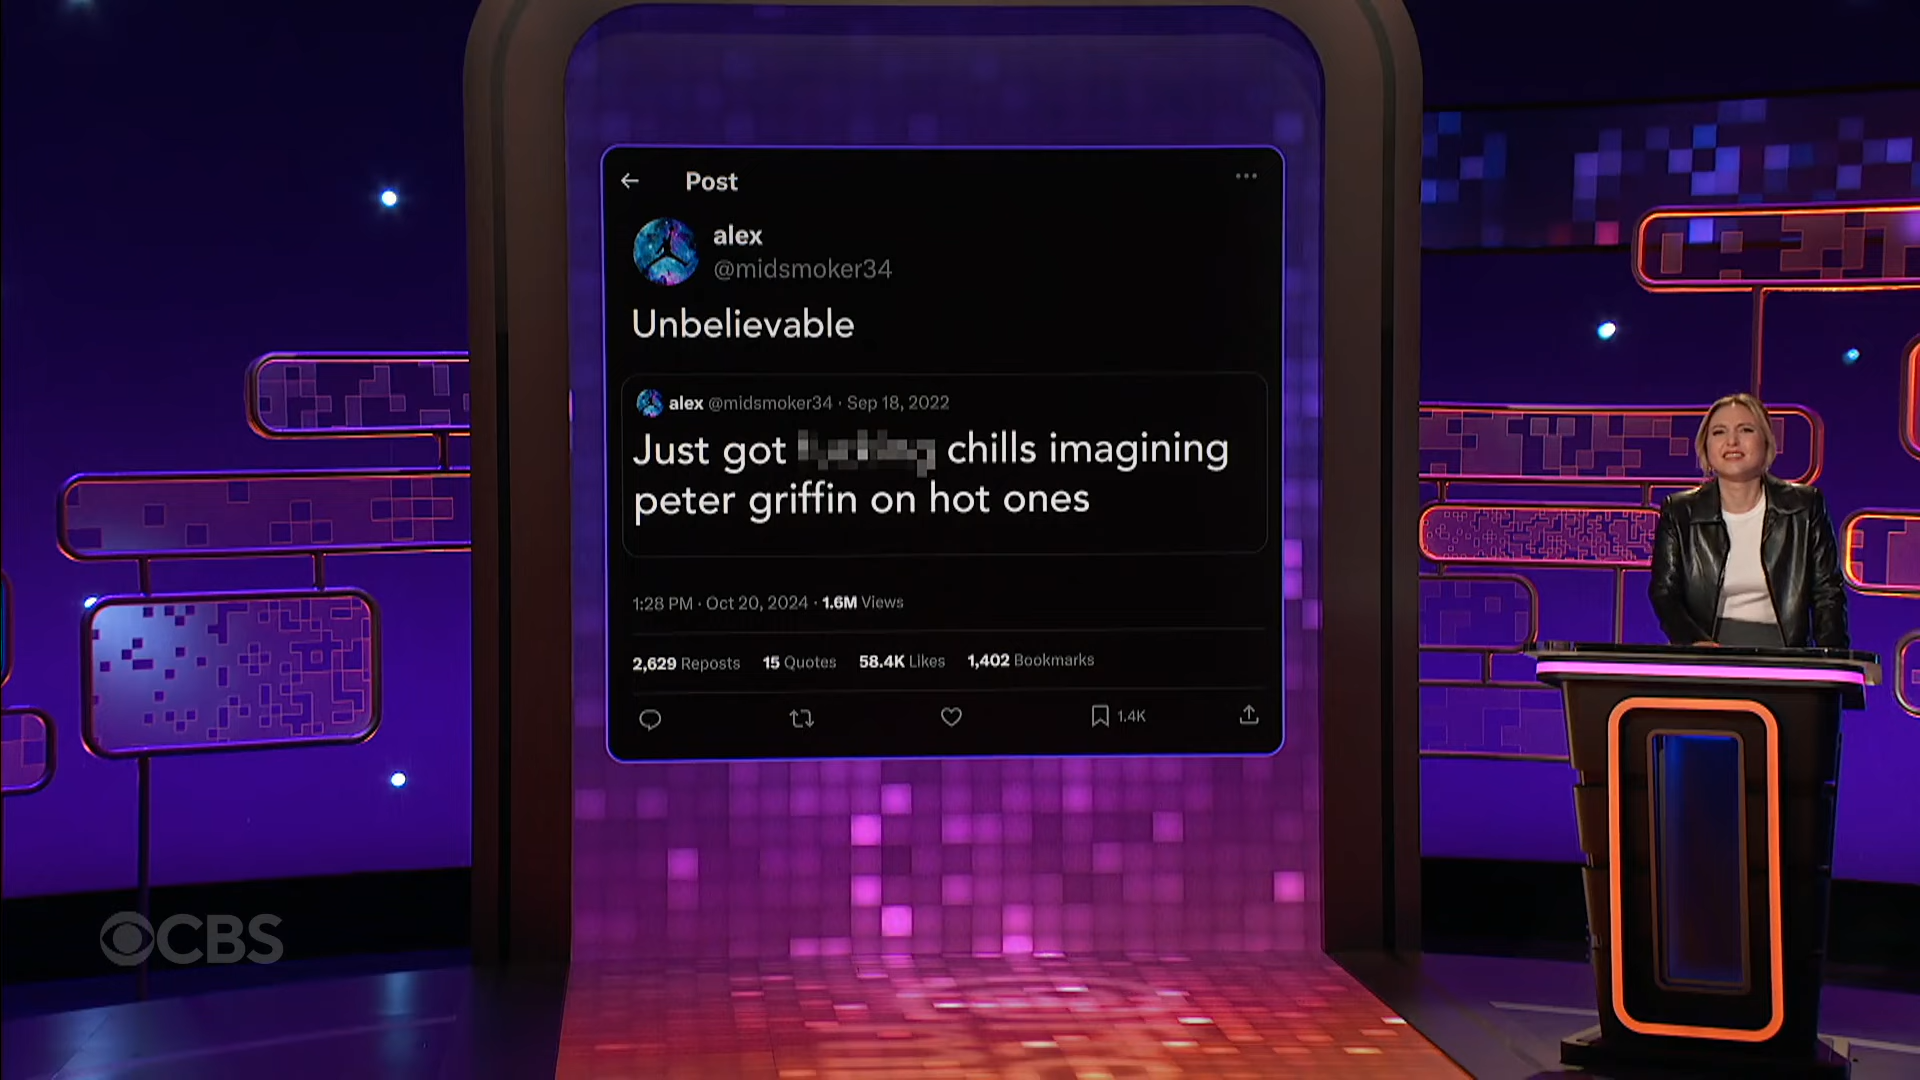 Post
alex
@midsmoker34
Unbelievable
alex @midsmoker34 · Sep 18, 2022
Just got chills imagining
peter griffin on hot ones
1:28 PM · Oct 20, 2024 · 1.6M Views
2,629 Reposts 15 Quotes 58.4K Likes 1,402 Bookmarks
1.4K
CBS